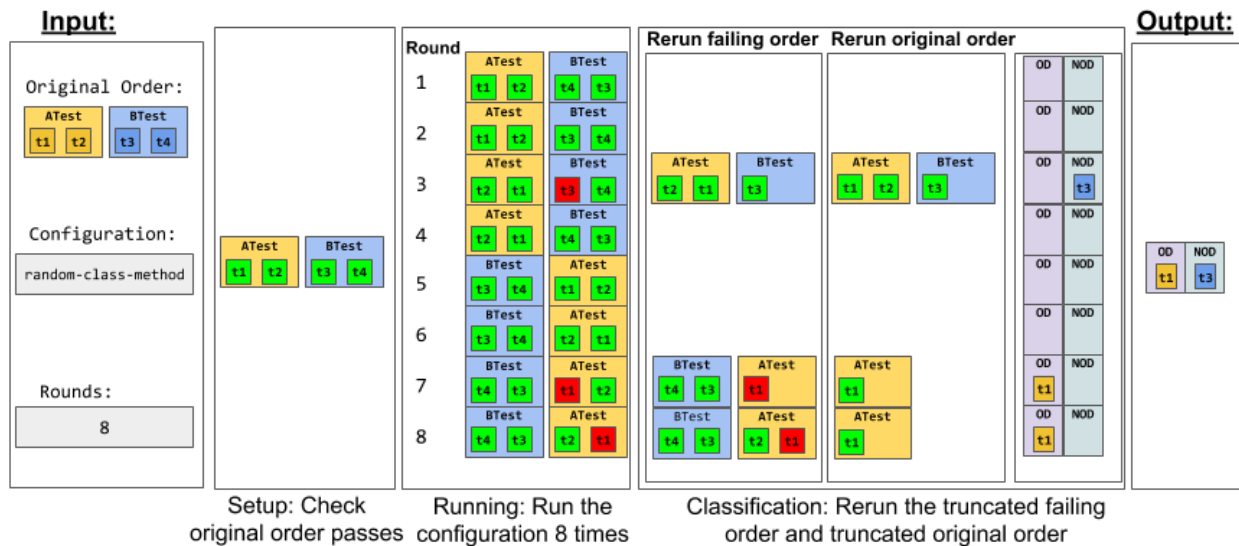 Input:
Output:
Original Order:
ATest BTest
t1 t2 t3 t4
Configuration:
random-class-method
Rounds:
8
ATest BTest
t1 t2 t3 t4
Setup: Check
original order passes
Round
1
ATest BTest
t1 t2 t4 t3
2
ATest BTest
t1 t2 t3 t4
3
ATest BTest
t2 t1 t3 t4
4
ATest BTest
t2 t1 t4 t3
5
BTest ATest
t3 t4 t1 t2
6
BTest ATest
t3 t4 t2 t1
7
BTest ATest
t4 t3 t1 t2
8
BTest ATest
t4 t3 t2 t1
Running: Run the
configuration 8 times
Rerun failing order Rerun original order
OD NOD
OD NOD
ATest BTest ATest BTest OD NOD
t2 t1 t3 t1 t2 t3 t3
OD NOD
OD NOD
OD NOD
BTest ATest ATest OD NOD
t4 t3 t1 t1 t1
BTest ATest ATest OD NOD
t4 t3 t2 t1 t1 t1
Classification: Rerun the truncated failing
order and truncated original order
OD NOD
t1 t3